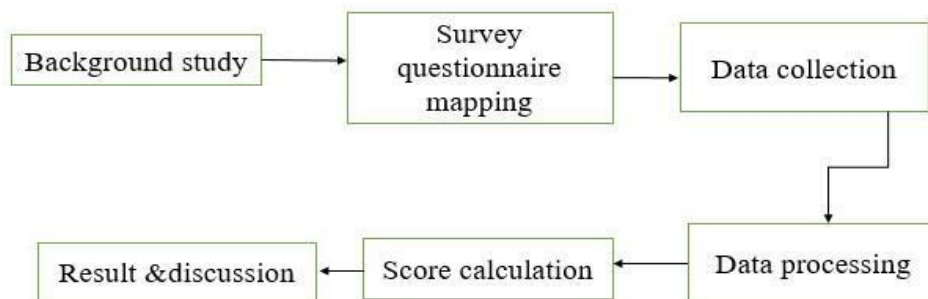 Background study
Survey
questionnaire
mapping
Data collection
Data processing
Score calculation
Result &discussion